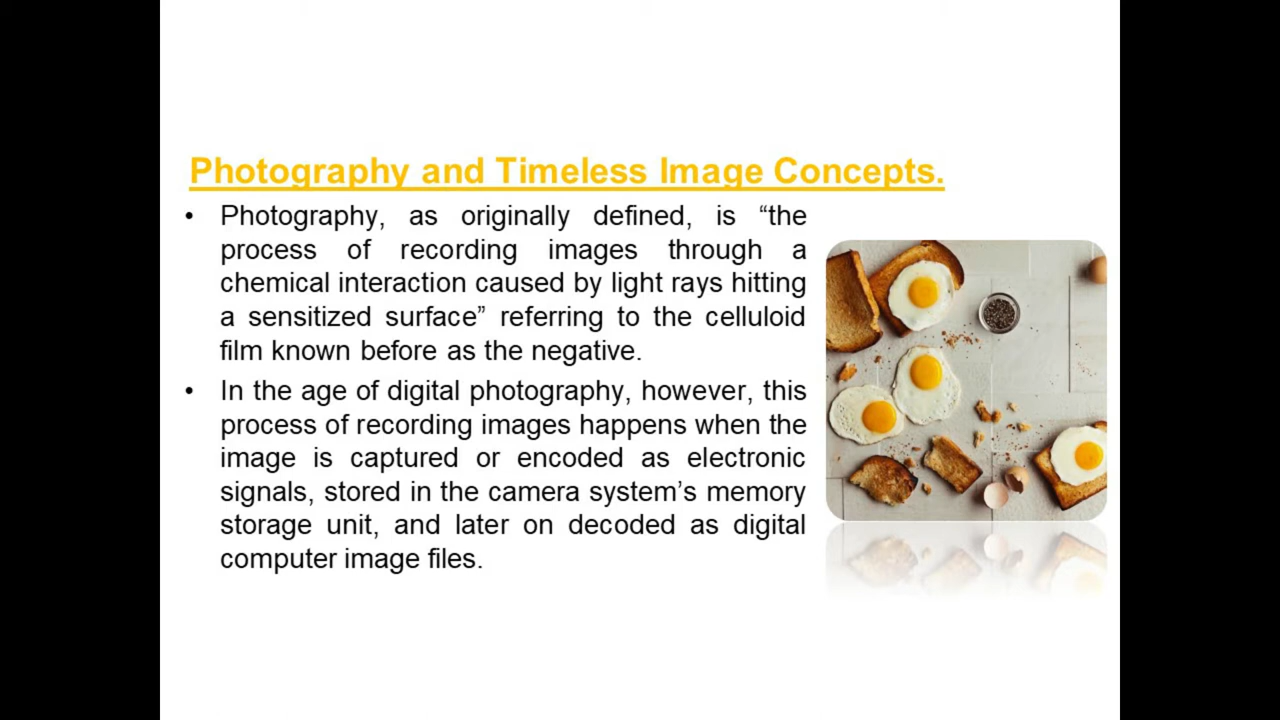 Photography and Timeless Image Concepts.
• Photography, as originally defined, is “the
process of recording images through a
chemical interaction caused by light rays hitting
a sensitized surface” referring to the celluloid
film known before as the negative.
• In the age of digital photography, however, this
process of recording images happens when the
image is captured or encoded as electronic
signals, stored in the camera system’s memory
storage unit, and later on decoded as digital
computer image files.